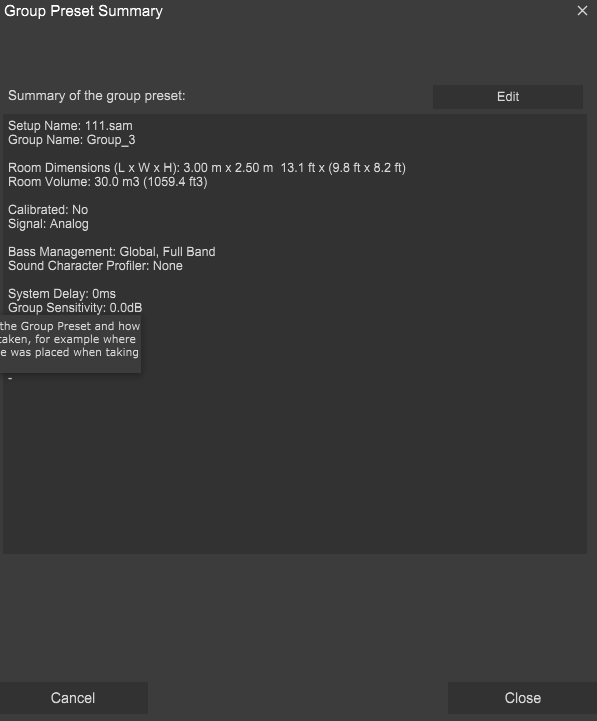 Group Preset Summary
Summary of the group preset:
Edit
Setup Name: 111.sam
Group Name: Group_3
Room Dimensions (L x W x H): 3.00 m x 2.50 m  13.1 ft x (9.8 ft x 8.2 ft)
Room Volume: 30.0 m3 (1059.4 ft3)
Calibrated: No
Signal: Analog
Bass Management: Global, Full Band
Sound Character Profiler: None
System Delay: 0ms
Group Sensitivity: 0.0dB
the Group Preset and how
taken, for example where
e was placed when taking
-
Cancel
Close